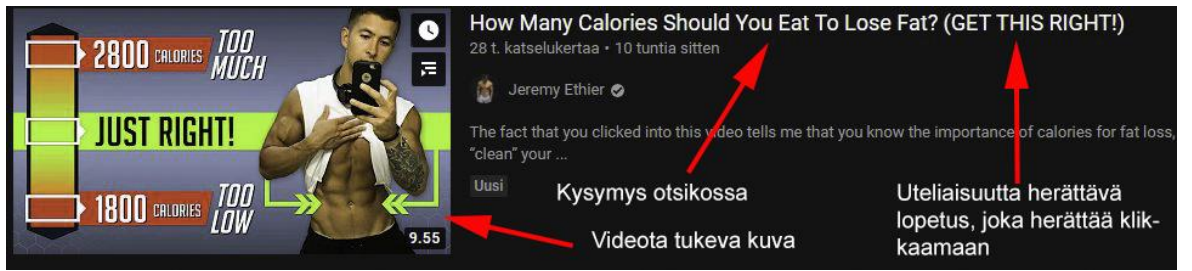 2800 CALORIES TOO MUCH
JUST RIGHT!
1800 CALORIES TOO LOW
9.55
How Many Calories Should You Eat To Lose Fat? (GET THIS RIGHT!)
28 t. katselukertaa • 10 tuntia sitten
Jeremy Ethier
The fact that you clicked into this video tells me that you know the importance of calories for fat loss,
“clean” your ...
Uusi
Kysymys otsikossa
Videota tukeva kuva
Uteliaisuutta herättävä
lopetus, joka herättää klik-
kaamaan